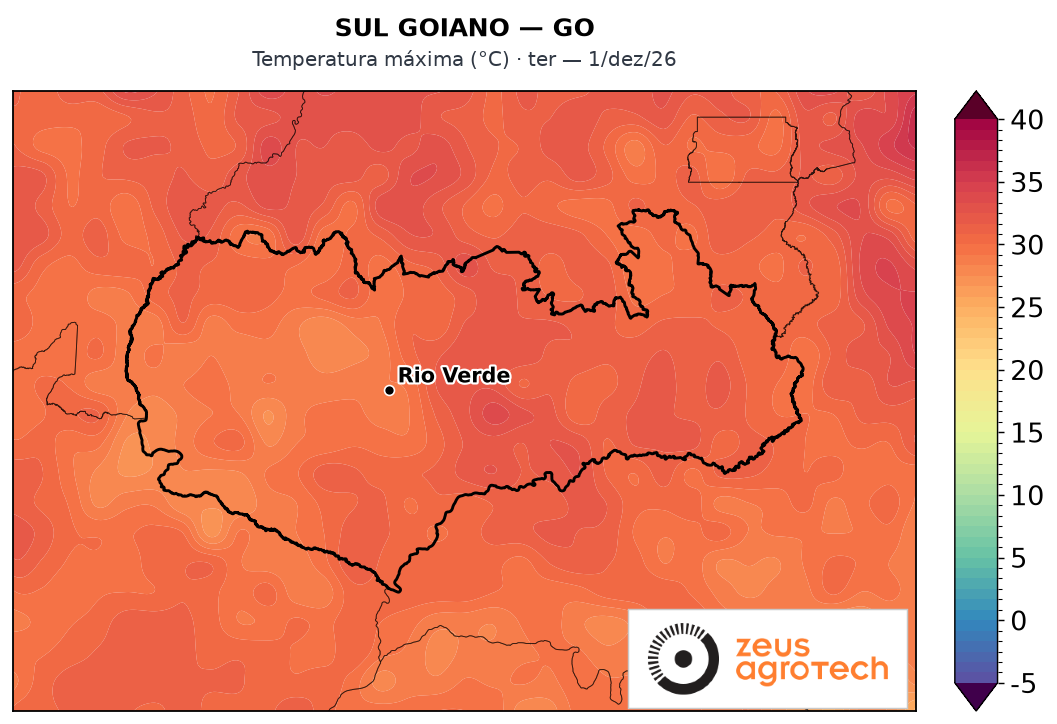 SUL GOIANO — GO
Temperatura máxima (°C) · ter — 1/dez/26
40
35
30
25
20
15
10
5
0
-5
Rio Verde
zeus
agrotech